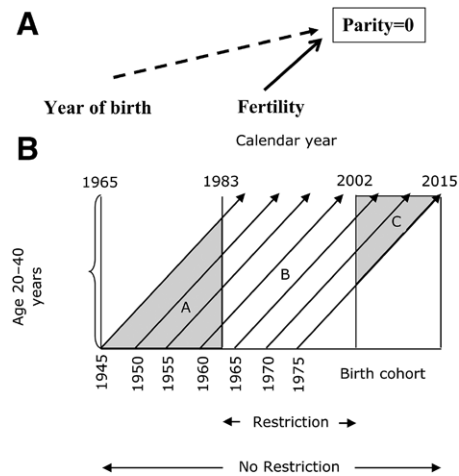 A
Parity=0
Year of birth
Fertility
Calendar year
B
1965
1983
2002
2015
Age 20–40
years
A
B
C
1945
1950
1955
1960
1965
1970
1975
Birth cohort
Restriction
No Restriction